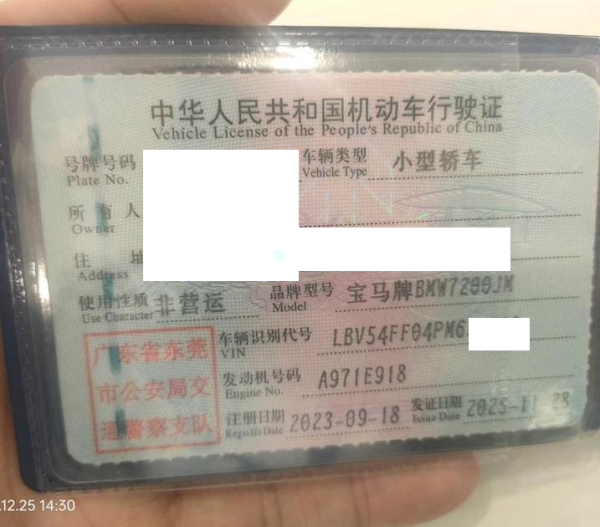 中华人民共和国机动车行驶证
Vehicle License of the People's Republic of China
号牌号码 车辆类型 小型轿车
Plate No. Vehicle Type
所有人
Owner
住 址
Address
使用性质 非营运 品牌型号 宝马牌BMW7200JM
Use Character Model
广东省东莞
市公安局交
通警察支队
车辆识别代号 LBV54FF04PM6
VIN
发动机号码 A971E918
Engine No.
注册日期 2023-09-18 发证日期 2025-11-28
Register Date Issue Date
.12.25 14:30